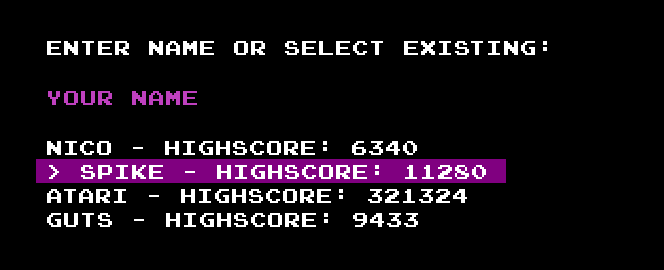 ENTER NAME OR SELECT EXISTING:
YOUR NAME
NICO - HIGHSCORE: 6340
> SPIKE - HIGHSCORE: 11280
ATARI - HIGHSCORE: 321324
GUTS - HIGHSCORE: 9433